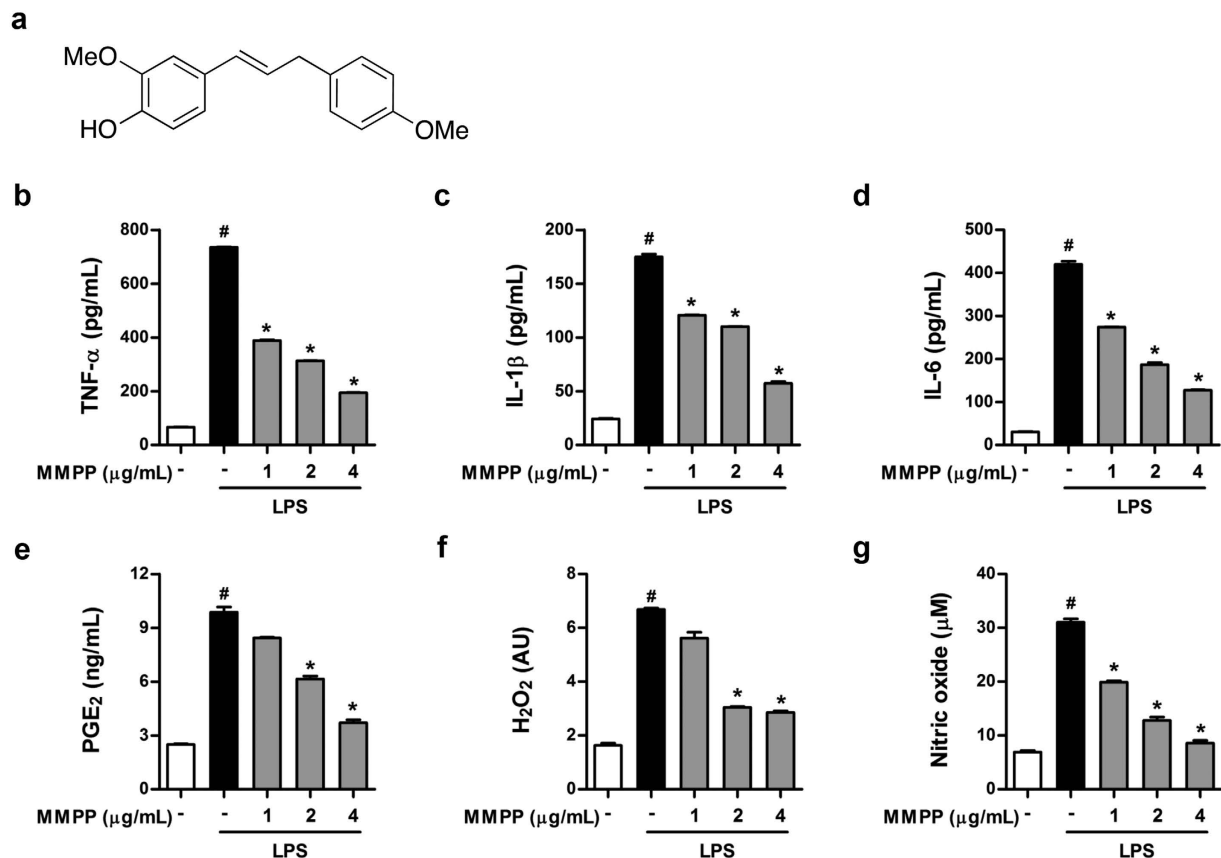 a
MeO
HO
OMe
b
TNF-α (pg/mL)
800
600
400
200
0
#
*
*
*
MMPP (μg/mL) - - 1 2 4
LPS
c
IL-1β (pg/mL)
200
150
100
50
0
#
*
*
*
MMPP (μg/mL) - - 1 2 4
LPS
d
IL-6 (pg/mL)
500
400
300
200
100
0
#
*
*
*
MMPP (μg/mL) - - 1 2 4
LPS
e
PGE₂ (ng/mL)
12
9
6
3
0
#
*
*
MMPP (μg/mL) - - 1 2 4
LPS
f
H₂O₂ (AU)
8
6
4
2
0
#
*
*
MMPP (μg/mL) - - 1 2 4
LPS
g
Nitric oxide (μM)
40
30
20
10
0
#
*
*
*
MMPP (μg/mL) - - 1 2 4
LPS